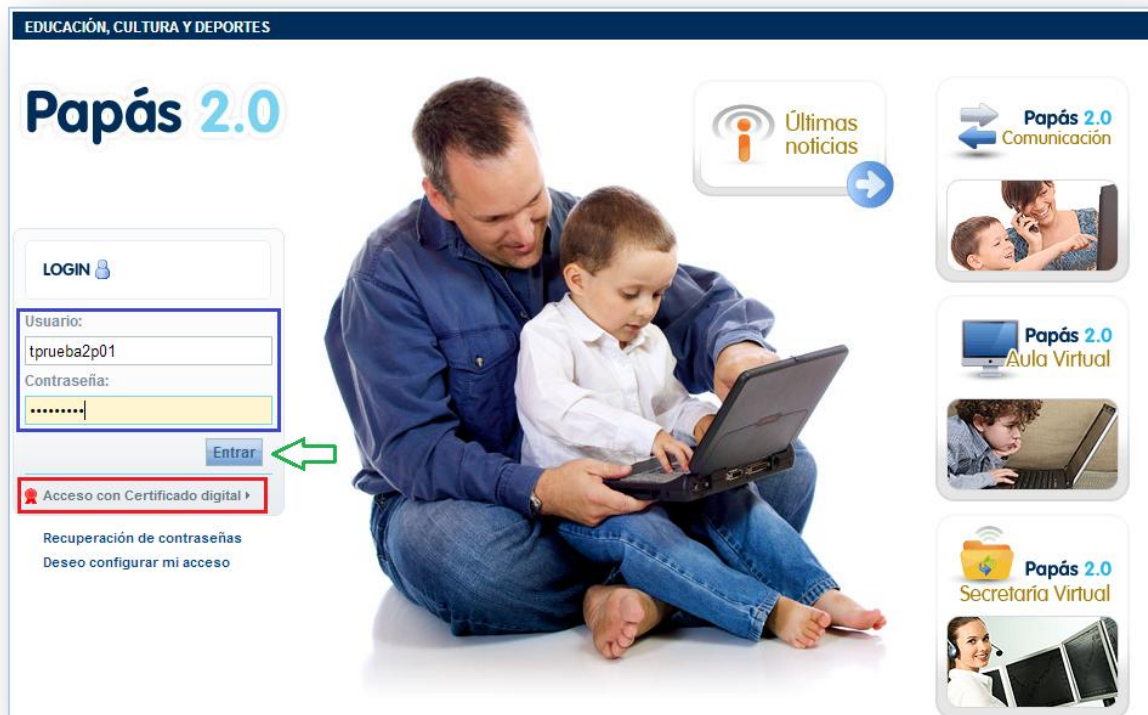 EDUCACIÓN, CULTURA Y DEPORTES
Papás 2.0
LOGIN
Usuario:
tprueba2p01
Contraseña:
•••••••••
Entrar
Acceso con Certificado digital
Recuperación de contraseñas
Deseo configurar mi acceso
Últimas
noticias
Papás 2.0
Comunicación
Papás 2.0
Aula Virtual
Papás 2.0
Secretaría Virtual